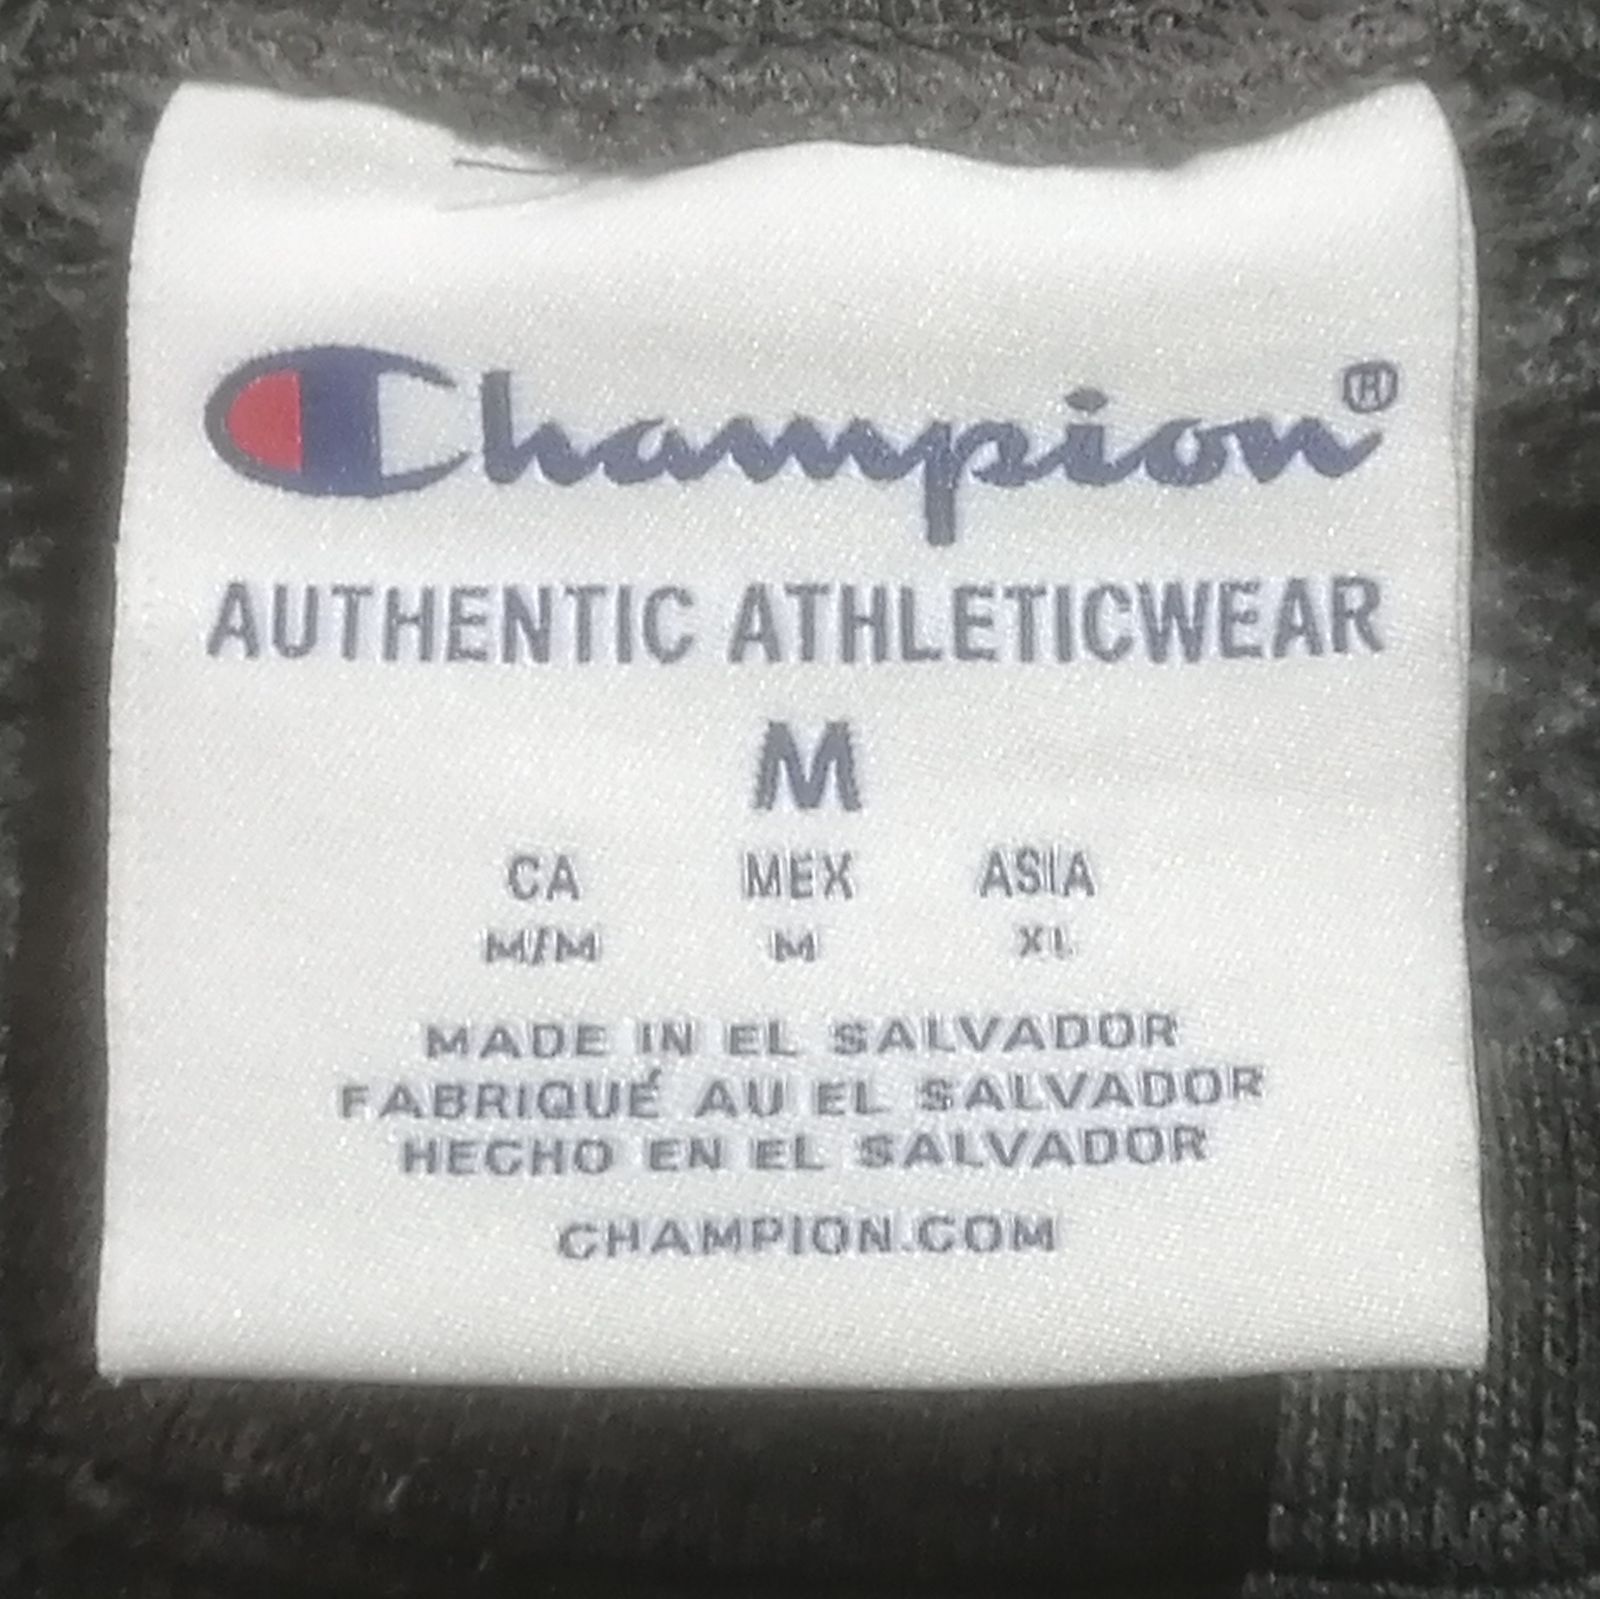 Champion®
AUTHENTIC ATHLETICWEAR
M
CA MEX ASIA
M/M M XL
MADE IN EL SALVADOR
FABRIQUÉ AU EL SALVADOR
HECHO EN EL SALVADOR
CHAMPION.COM